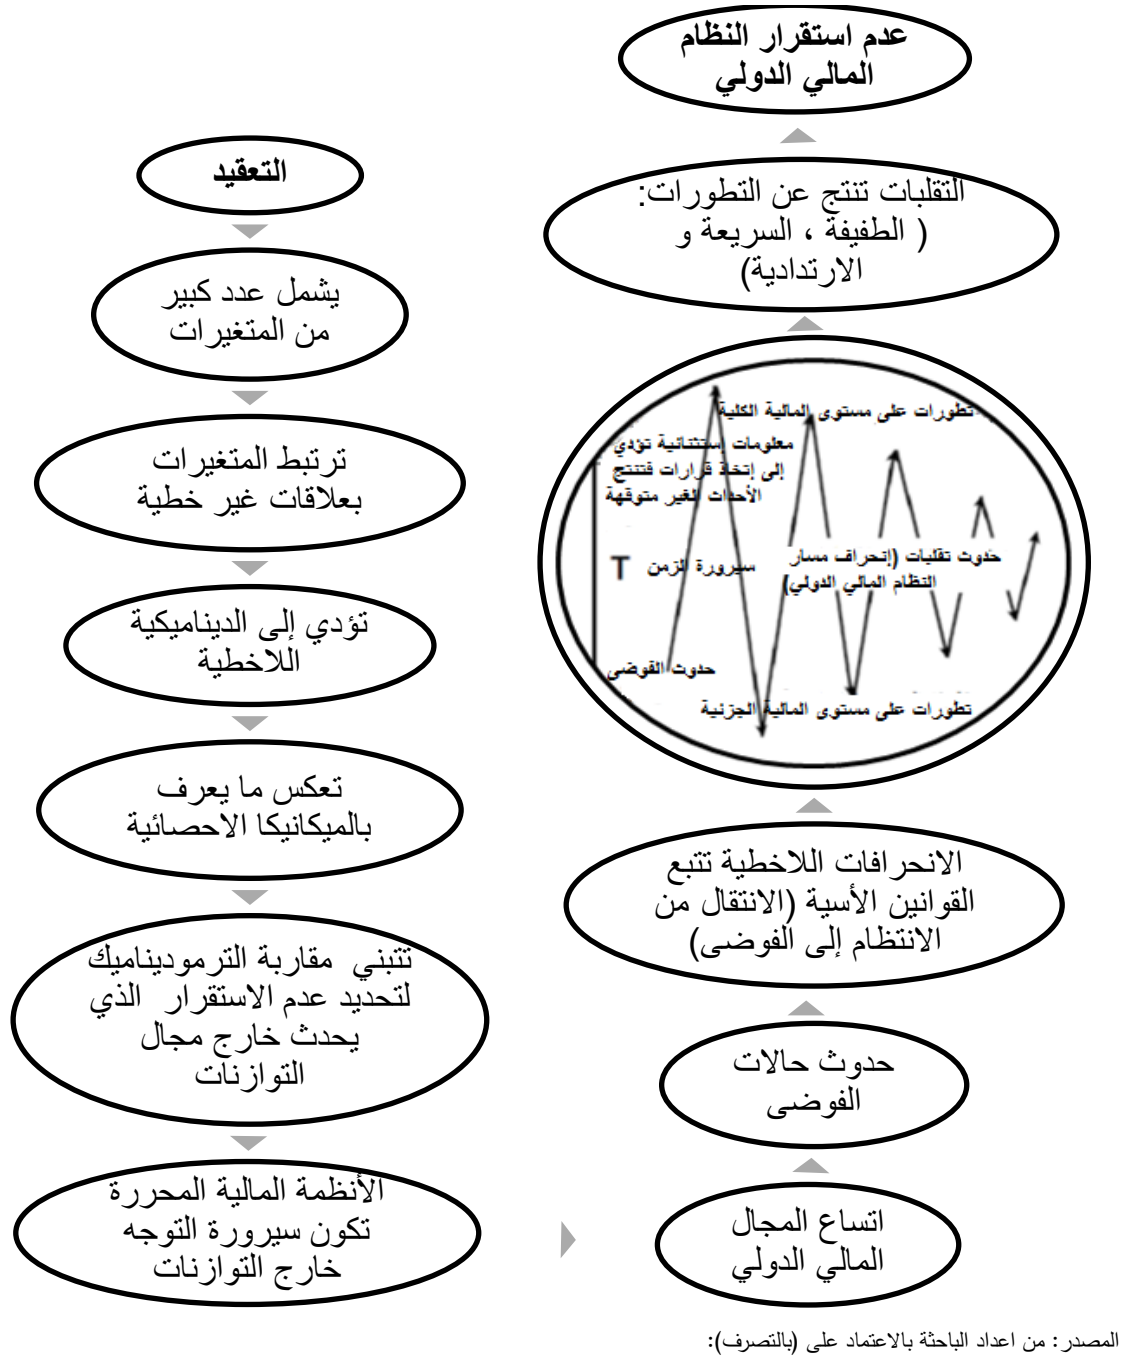 التعقيد
يشمل عدد كبير
من المتغيرات
ترتبط المتغيرات
بعلاقات غير خطية
تؤدي إلى الديناميكية
اللاخطية
تعكس ما يعرف
بالميكانيكا الاحصائية
تتبني مقاربة الترموديناميك
لتحديد عدم الاستقرار الذي
يحدث خارج مجال
التوازنات
الأنظمة المالية المحررة
تكون سيرورة التوجه
خارج التوازنات
اتساع المجال
المالي الدولي
حدوث حالات
الفوضى
الانحرافات اللاخطية تتبع
القوانين الأسية (الانتقال من
الانتظام إلى الفوضى)
تطورات على مستوى المالية الكلية
معلومات إستثنائية تؤدي
إلى إتخاذ قرارات فتنتج
الأحداث الغير متوقهة
سيرورة الزمن T
حدوث تقلبات (إنحراف مسار
النظام المالي الدولي)
حدوث الفوضى
تطورات على مستوى المالية الجزئية
التقلبات تنتج عن التطورات:
( الطفيفة ، السريعة و
الارتدادية)
عدم استقرار النظام
المالي الدولي
المصدر: من اعداد الباحثة بالاعتماد على (بالتصرف):